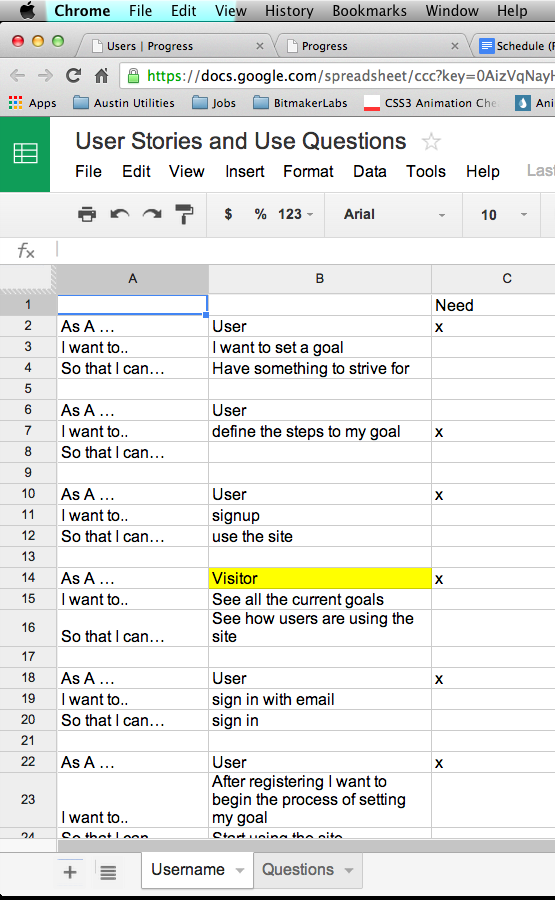 Chrome File Edit View History Bookmarks Window Help
Users | Progress × Progress × Schedule (
https://docs.google.com/spreadsheet/ccc?key=0AizVqNay
Apps Austin Utilities Jobs BitmakerLabs CSS3 Animation Che Ani
User Stories and Use Questions
File Edit View Insert Format Data Tools Help Last
$ % 123 Arial 10
fx
A B C
1 Need
2 As A ... User x
3 I want to.. I want to set a goal
4 So that I can... Have something to strive for
5
6 As A ... User
7 I want to.. define the steps to my goal x
8 So that I can...
9
10 As A ... User x
11 I want to.. signup
12 So that I can... use the site
13
14 As A ... Visitor x
15 I want to.. See all the current goals
See how users are using the
16 So that I can... site
17
18 As A ... User x
19 I want to.. sign in with email
20 So that I can... sign in
21
22 As A ... User x
After registering I want to
23 begin the process of setting
I want to.. my goal
24 So that I can Start using the site
+ Username Questions